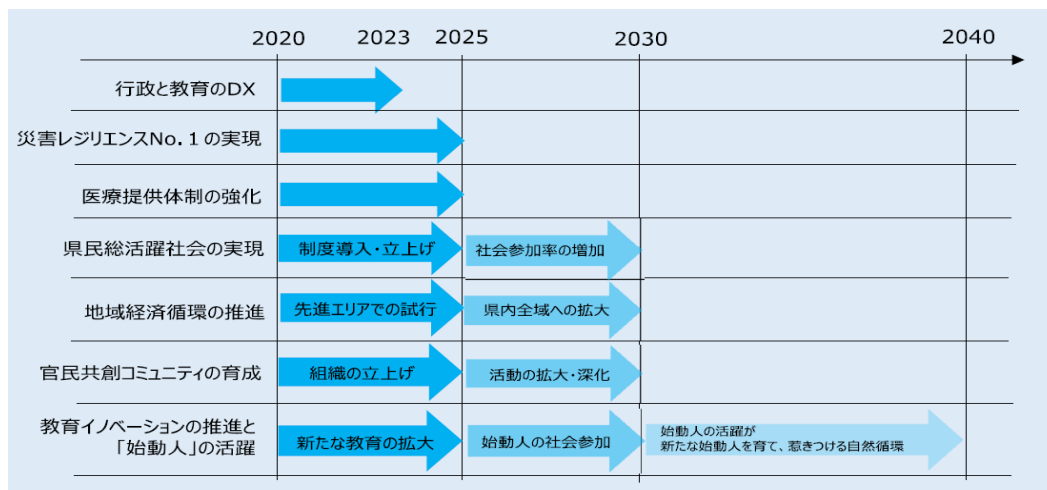 2020 2023 2025 2030 2040
行政と教育のDX
災害レジリエンスNo.1の実現
医療提供体制の強化
県民総活躍社会の実現 制度導入・立上げ 社会参加率の増加
地域経済循環の推進 先進エリアでの試行 県内全域への拡大
官民共創コミュニティの育成 組織の立上げ 活動の拡大・深化
教育イノベーションの推進と
「始動人」の活躍
新たな教育の拡大 始動人の社会参加
始動人の活躍が
新たな始動人を育て、惹きつける自然循環